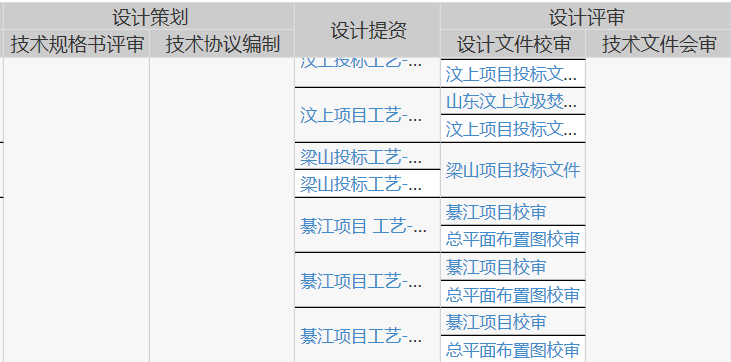 设计策划
设计提资
设计评审
技术规格书评审
技术协议编制
设计文件校审
技术文件会审
汶上投标工艺-...
汶上项目投标文...
汶上项目工艺-...
山东汶上垃圾焚...
汶上项目投标文...
梁山投标工艺-...
梁山投标工艺-...
梁山项目投标文件
綦江项目 工艺-...
綦江项目校审
总平面布置图校审
綦江项目工艺-...
綦江项目校审
总平面布置图校审
綦江项目工艺-...
綦江项目校审
总平面布置图校审